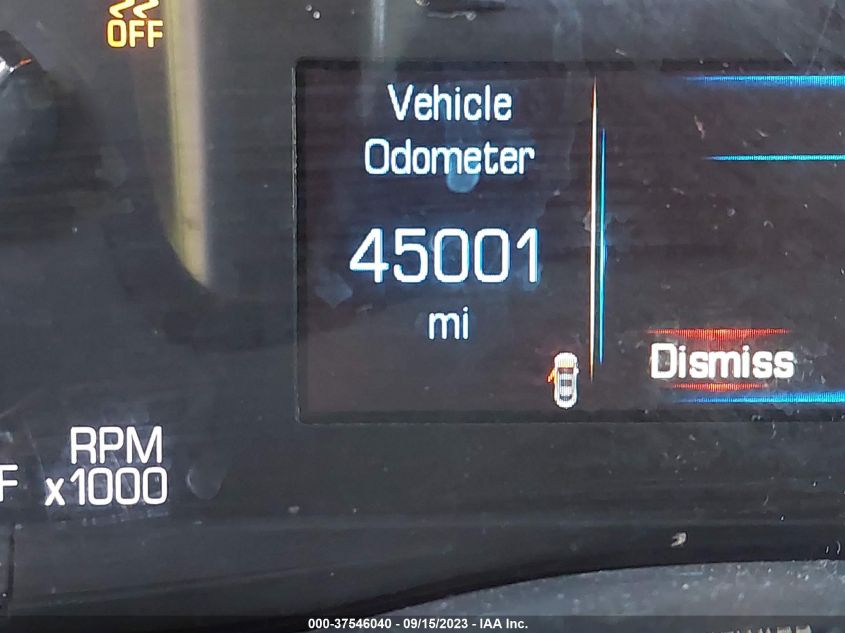 OFF
Vehicle
Odometer
45001
mi
Dismiss
RPM
F x1000
000-37546040 - 09/15/2023 - IAA Inc.